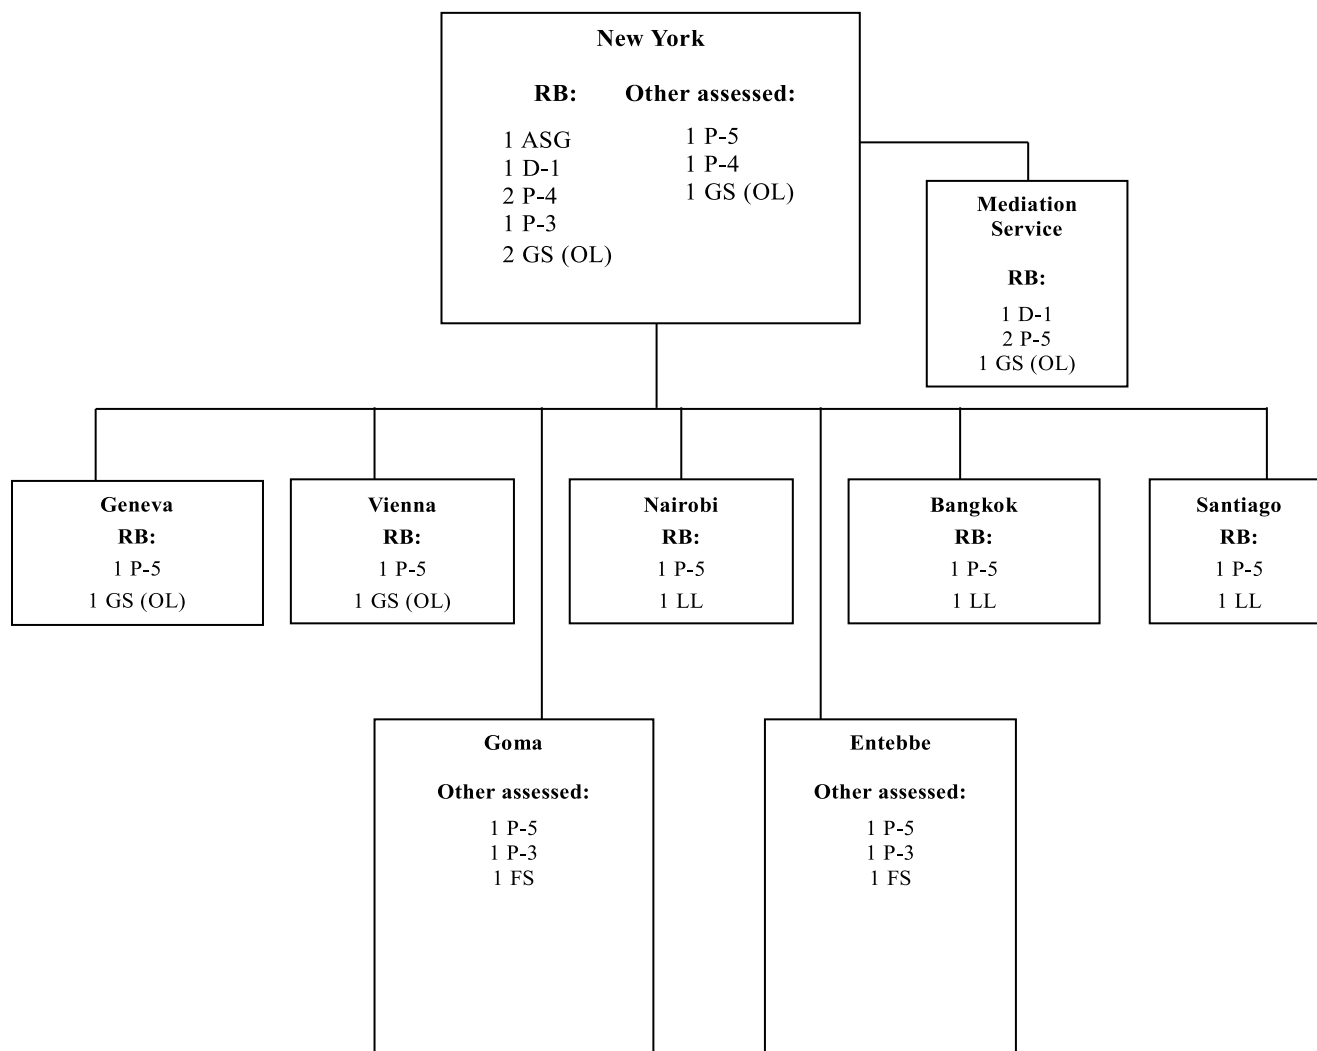 New York
RB:
1 ASG
1 D-1
2 P-4
1 P-3
2 GS (OL)
Other assessed:
1 P-5
1 P-4
1 GS (OL)
Mediation
Service
RB:
1 D-1
2 P-5
1 GS (OL)
Geneva
RB:
1 P-5
1 GS (OL)
Vienna
RB:
1 P-5
1 GS (OL)
Nairobi
RB:
1 P-5
1 LL
Bangkok
RB:
1 P-5
1 LL
Santiago
RB:
1 P-5
1 LL
Goma
Other assessed:
1 P-5
1 P-3
1 FS
Entebbe
Other assessed:
1 P-5
1 P-3
1 FS